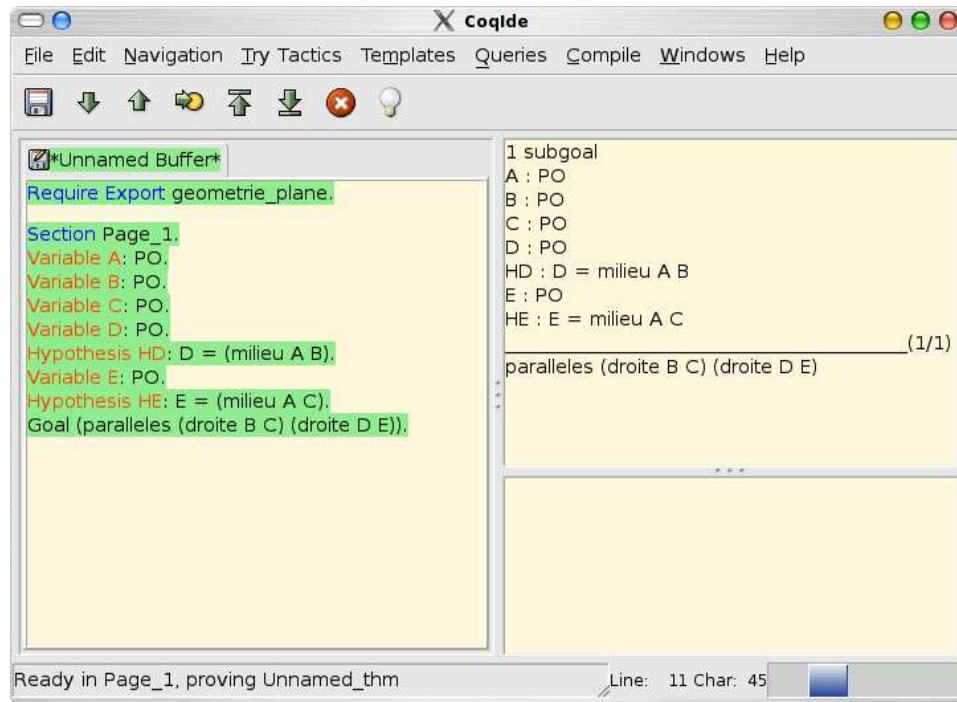 X CoqIde
File Edit Navigation Try Tactics Templates Queries Compile Windows Help
*Unnamed Buffer*
Require Export geometrie_plane.
Section Page_1.
Variable A: PO.
Variable B: PO.
Variable C: PO.
Variable D: PO.
Hypothesis HD: D = (milieu A B).
Variable E: PO.
Hypothesis HE: E = (milieu A C).
Goal (paralleles (droite B C) (droite D E)).
1 subgoal
A : PO
B : PO
C : PO
D : PO
HD : D = milieu A B
E : PO
HE : E = milieu A C
(1/1)
paralleles (droite B C) (droite D E)
Ready in Page_1, proving Unnamed_thm
Line: 11 Char: 45